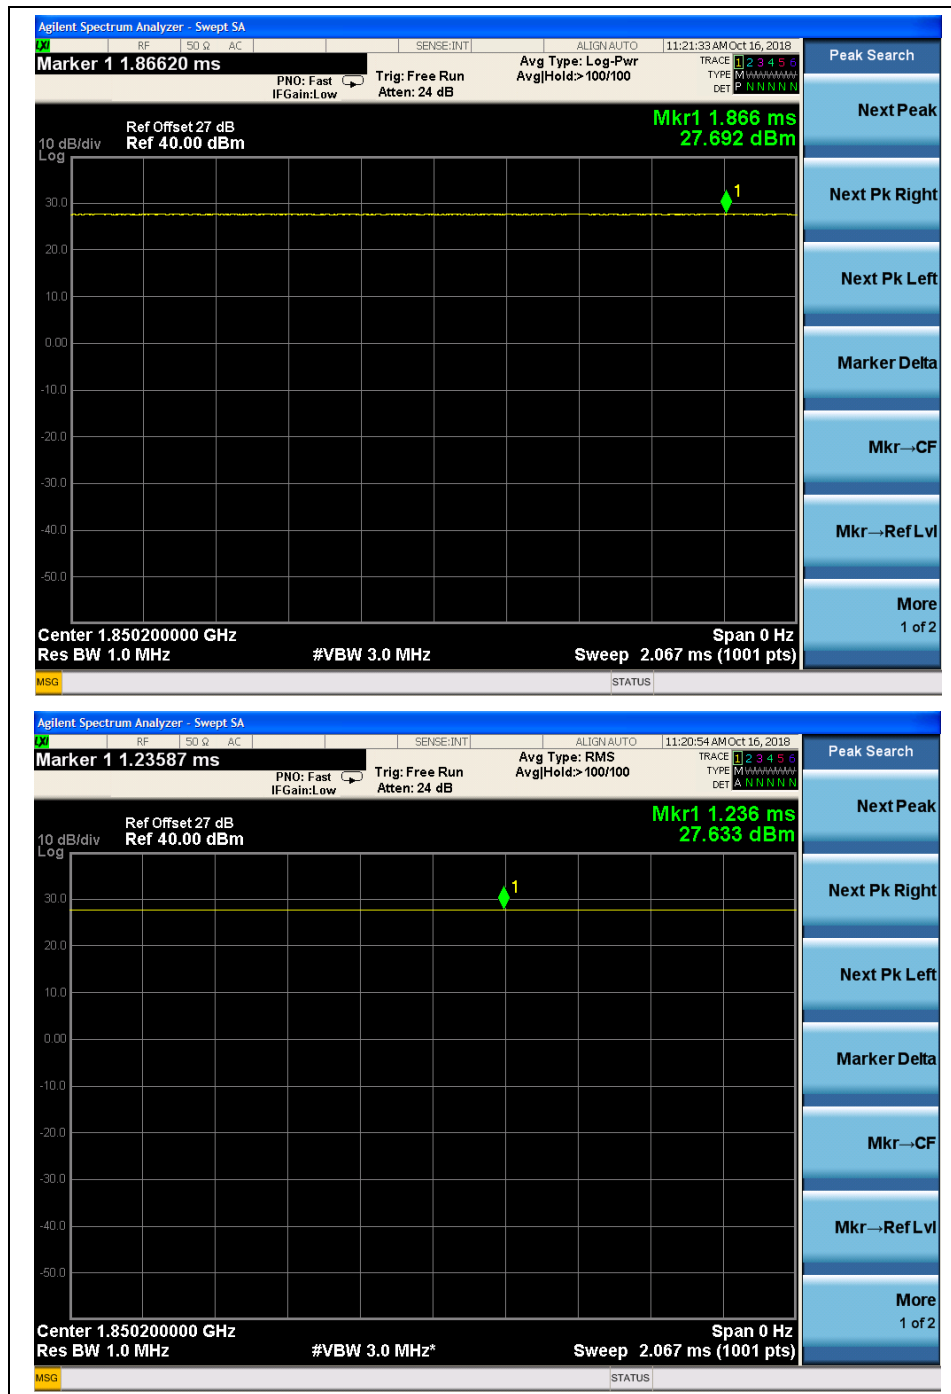 Agilent Spectrum Analyzer - Swept SA
LXI RF 50 Ω AC SENSE:INT ALIGN AUTO 11:21:33 AM Oct 16, 2018
Marker 1 1.86620 ms
PNO: Fast
IFGain:Low
Trig: Free Run
Atten: 24 dB
Avg Type: Log-Pwr
Avg|Hold:>100/100
TRACE 1 2 3 4 5 6
TYPE M WWWWW
DET P N N N N N
Ref Offset 27 dB
Ref 40.00 dBm
10 dB/div
Log
Mkr1 1.866 ms
27.692 dBm
1
30.0
20.0
10.0
0.00
-10.0
-20.0
-30.0
-40.0
-50.0
Center 1.850200000 GHz
Span 0 Hz
Res BW 1.0 MHz
#VBW 3.0 MHz
Sweep 2.067 ms (1001 pts)
MSG
STATUS
Peak Search
Next Peak
Next Pk Right
Next Pk Left
Marker Delta
Mkr→CF
Mkr→Ref Lvl
More
1 of 2
Agilent Spectrum Analyzer - Swept SA
LXI RF 50 Ω AC SENSE:INT ALIGN AUTO 11:20:54 AM Oct 16, 2018
Marker 1 1.23587 ms
PNO: Fast
IFGain:Low
Trig: Free Run
Atten: 24 dB
Avg Type: RMS
Avg|Hold:>100/100
TRACE 1 2 3 4 5 6
TYPE M WWWWW
DET A N N N N N
Ref Offset 27 dB
Ref 40.00 dBm
10 dB/div
Log
Mkr1 1.236 ms
27.633 dBm
1
30.0
20.0
10.0
0.00
-10.0
-20.0
-30.0
-40.0
-50.0
Center 1.850200000 GHz
Span 0 Hz
Res BW 1.0 MHz
#VBW 3.0 MHz*
Sweep 2.067 ms (1001 pts)
MSG
STATUS
Peak Search
Next Peak
Next Pk Right
Next Pk Left
Marker Delta
Mkr→CF
Mkr→Ref Lvl
More
1 of 2